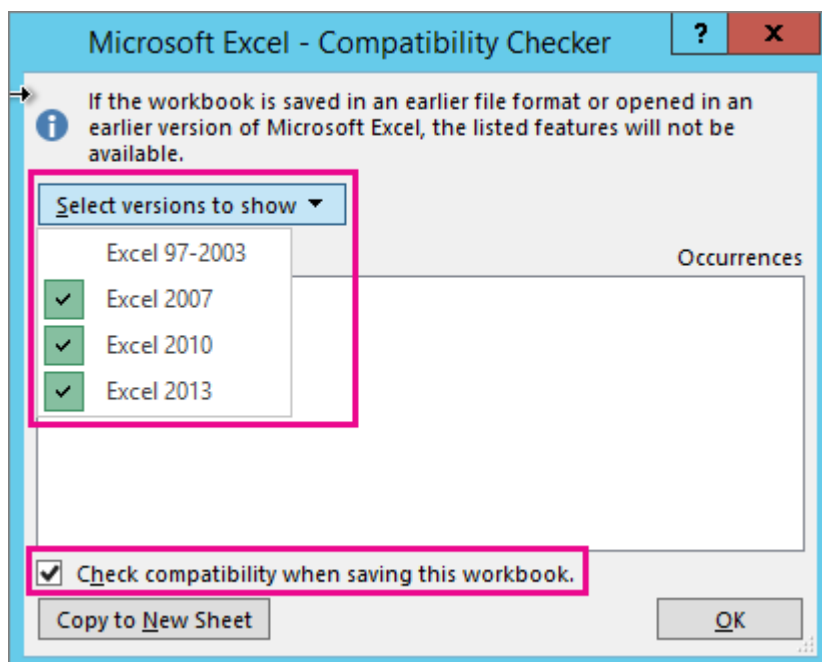 Microsoft Excel - Compatibility Checker ? x
If the workbook is saved in an earlier file format or opened in an
earlier version of Microsoft Excel, the listed features will not be
available.
Select versions to show
Excel 97-2003
Occurrences
Excel 2007
Excel 2010
Excel 2013
Check compatibility when saving this workbook.
Copy to New Sheet
OK